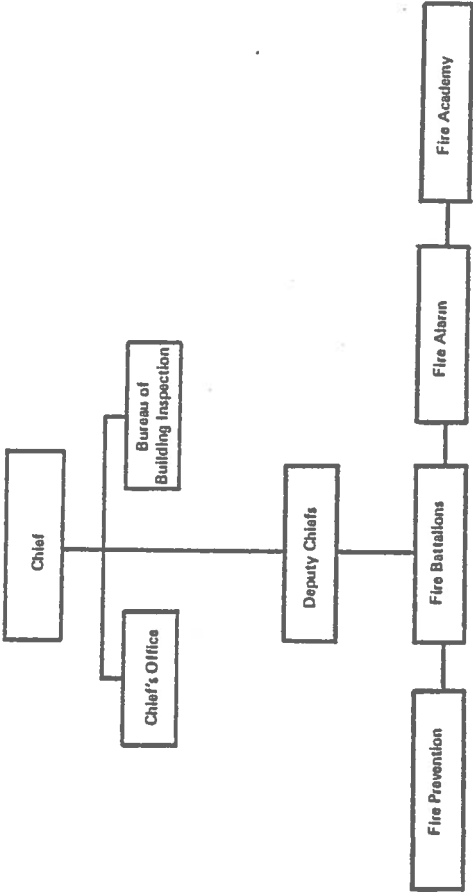 Chief
Chief's Office
Bureau of
Building Inspection
Deputy Chiefs
Fire Prevention
Fire Battalions
Fire Alarm
Fire Academy